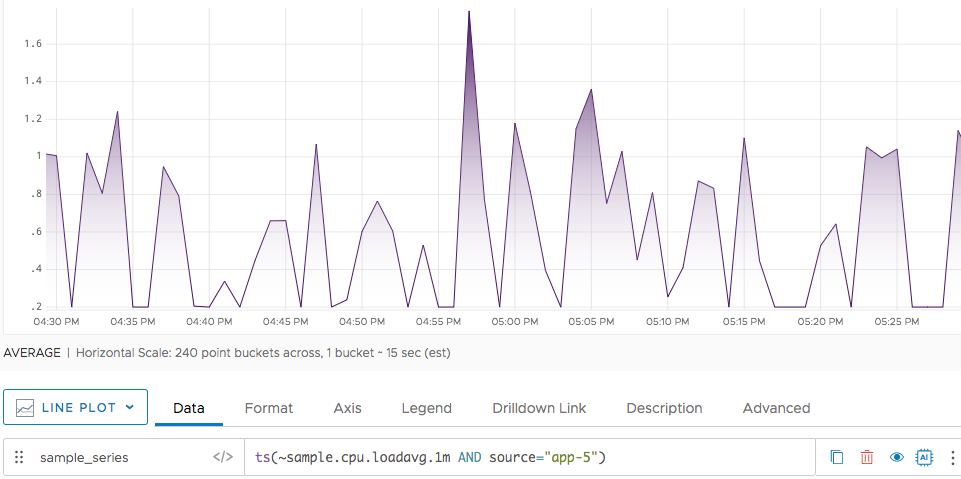 1.6
1.4
1.2
1
.8
.6
.4
.2
04:30 PM 04:35 PM 04:40 PM 04:45 PM 04:50 PM 04:55 PM 05:00 PM 05:05 PM 05:10 PM 05:15 PM 05:20 PM 05:25 PM
AVERAGE | Horizontal Scale: 240 point buckets across, 1 bucket ~ 15 sec (est)
LINE PLOT Data Format Axis Legend Drilldown Link Description Advanced
sample_series </> ts(~sample.cpu.loadavg.1m AND source="app-5") AI